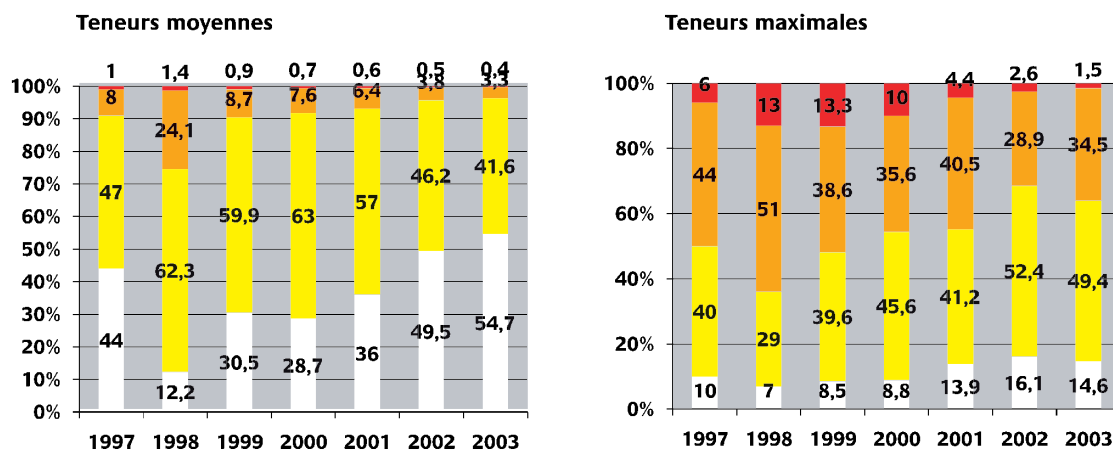 Teneurs moyennes
1 1,4 0,9 0,7 0,6 0,5 0,4
100%
8 24,1 8,7 7,6 6,4 3,8 3,3
90%
80%
70%
47 62,3 59,9 63 57 46,2 41,6
60%
50%
40%
30%
44 12,2 30,5 28,7 36 49,5 54,7
20%
10%
0%
1997 1998 1999 2000 2001 2002 2003
Teneurs maximales
6 13 13,3 10 4,4 2,6 1,5
100%
44 51 38,6 35,6 40,5 28,9 34,5
80%
60%
40 29 39,6 45,6 41,2 52,4 49,4
40%
20%
10 7 8,5 8,8 13,9 16,1 14,6
0%
1997 1998 1999 2000 2001 2002 2003